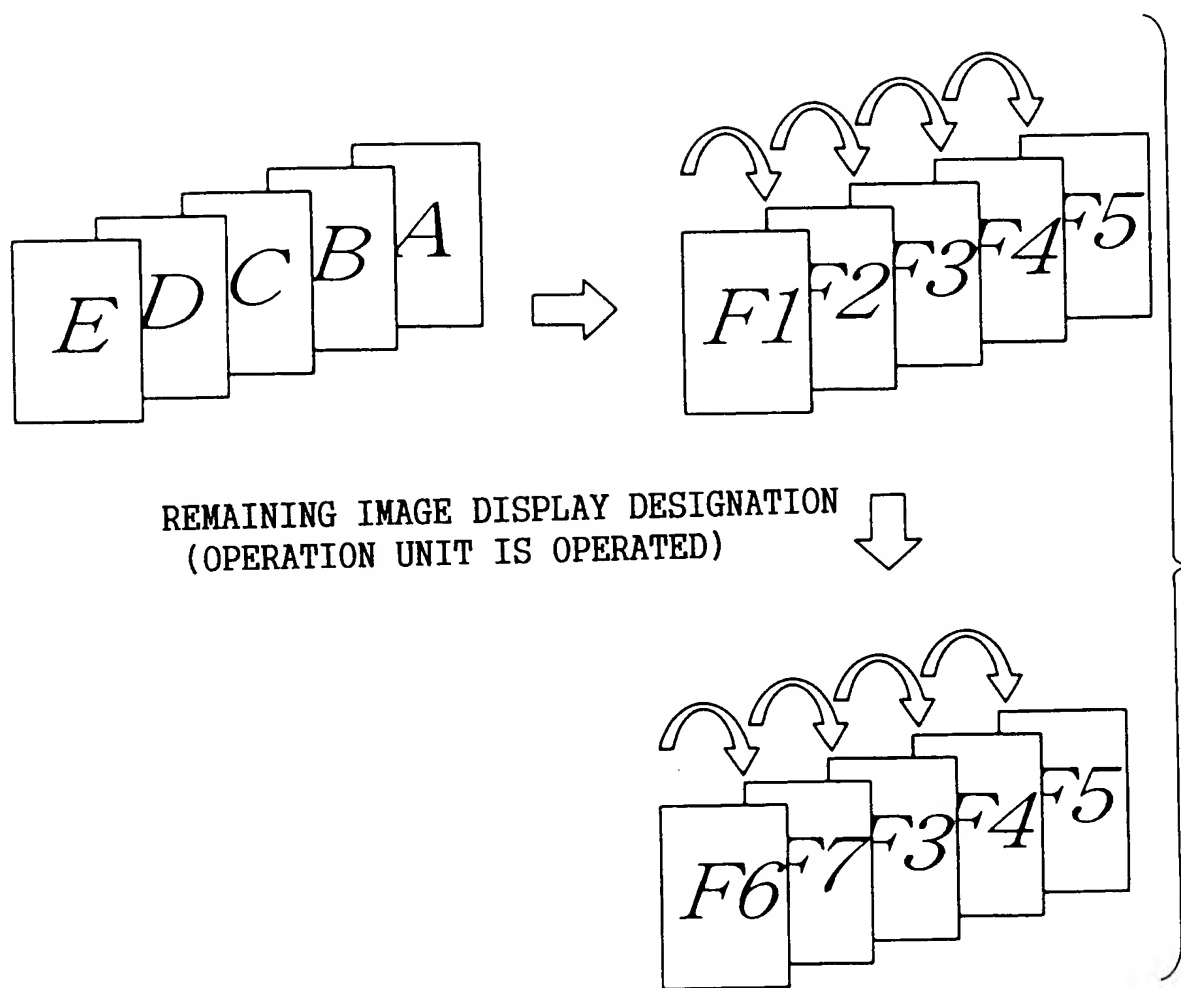 E D C B A
F1 F2 F3 F4 F5
REMAINING IMAGE DISPLAY DESIGNATION
(OPERATION UNIT IS OPERATED)
F6 F7 F3 F4 F5